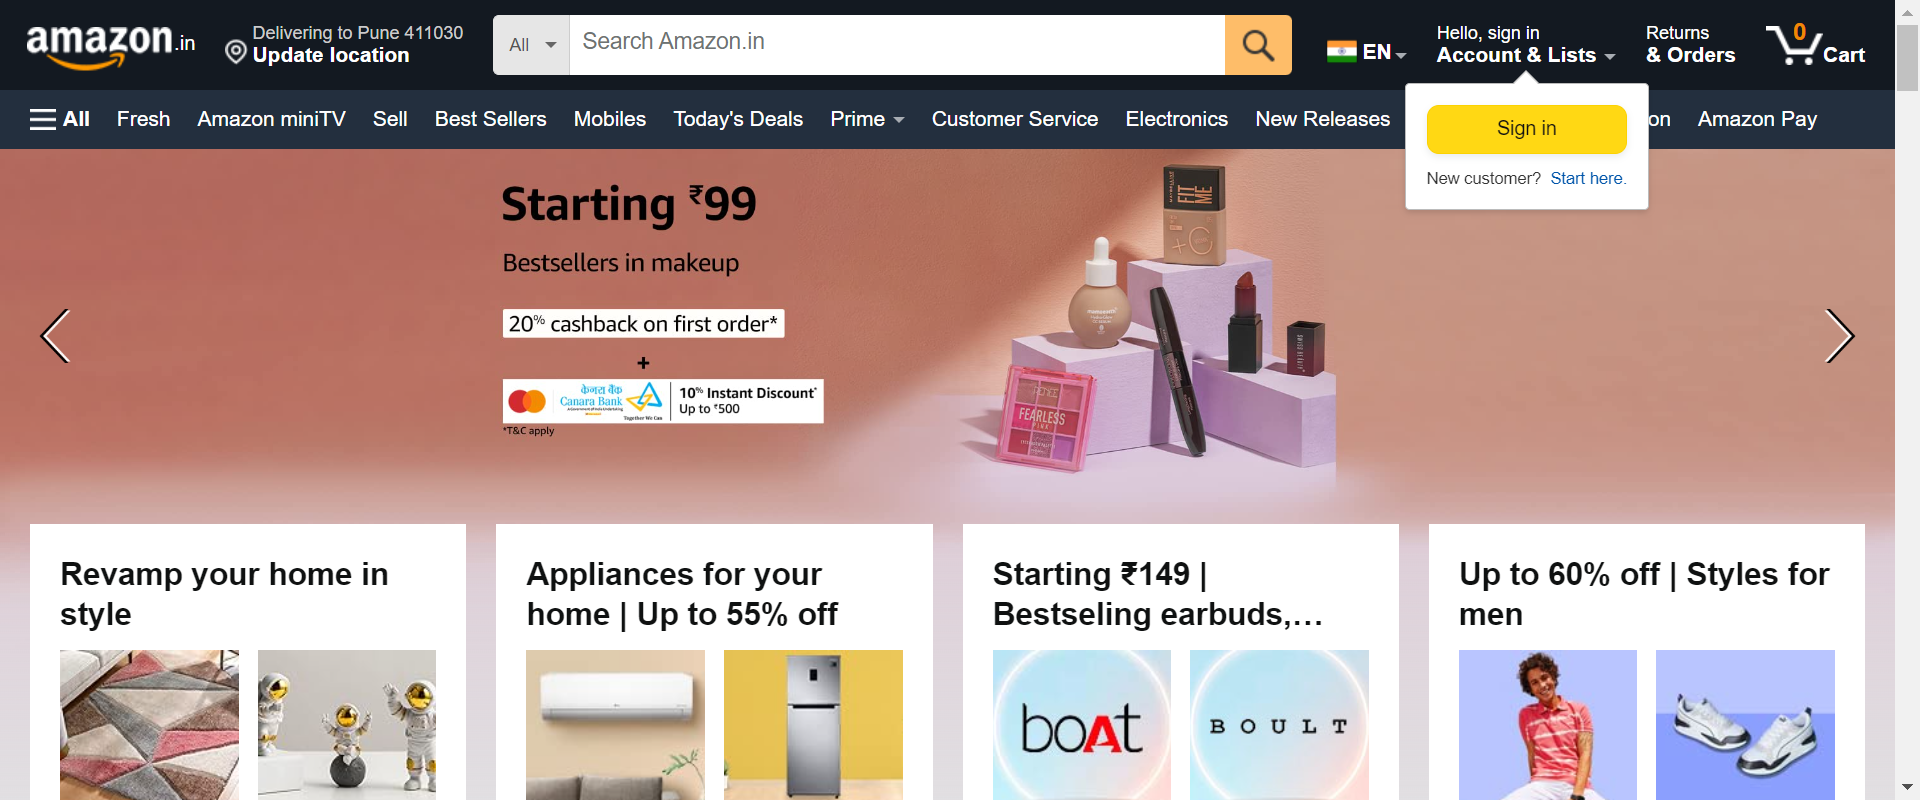 amazon.in
Delivering to Pune 411030
Update location
All
Search Amazon.in
EN
Hello, sign in
Account & Lists
Returns
& Orders
0
Cart
All
Fresh
Amazon miniTV
Sell
Best Sellers
Mobiles
Today's Deals
Prime
Customer Service
Electronics
New Releases
on
Amazon Pay
Sign in
New customer? Start here.
Starting ₹99
Bestsellers in makeup
20% cashback on first order*
+
केनरा बैंक
Canara Bank
Together We Can
10% Instant Discount*
Up to ₹500
*T&C apply
FIT
ME
FEARLESS
PINK
Revamp your home in
style
Appliances for your
home | Up to 55% off
Starting ₹149 |
Bestseling earbuds,…
Up to 60% off | Styles for
men
boAt
BOULT